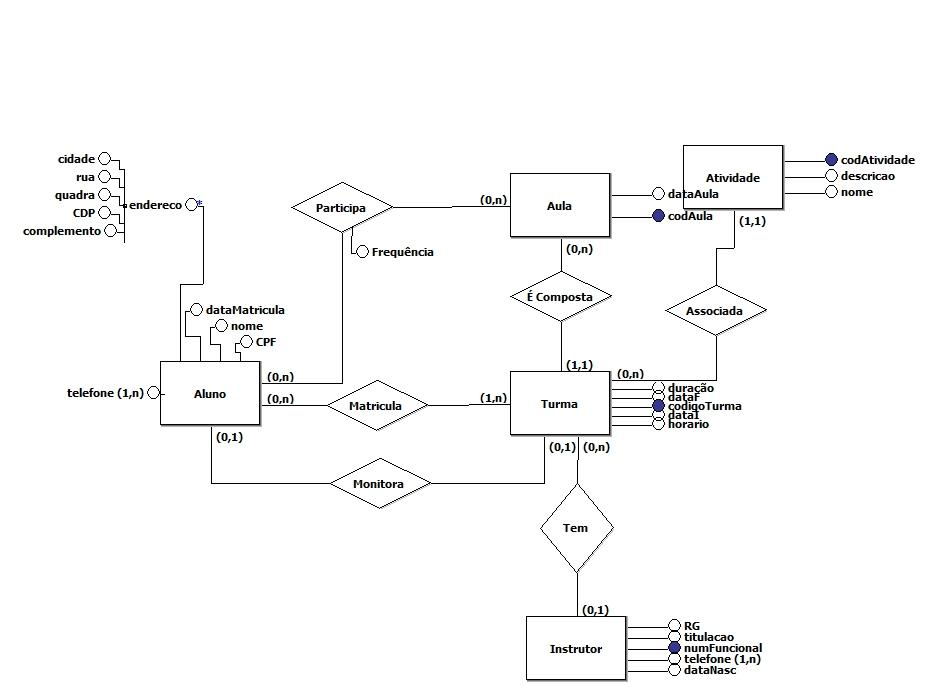 cidade
rua
quadra
CDP
complemento
endereco
*
dataMatricula
nome
CPF
telefone (1,n)
Aluno
(0,n)
(0,n)
(0,1)
Participa
Frequência
(0,n)
Aula
dataAula
codAula
(0,n)
É Composta
(1,1)
Atividade
codAtividade
descricao
nome
(1,1)
Associada
(0,n)
Matricula
(1,n)
Turma
duração
dataF
codigoTurma
dataI
horario
(0,1)
(0,n)
Monitora
Tem
(0,1)
Instrutor
RG
titulacao
numFuncional
telefone (1,n)
dataNasc